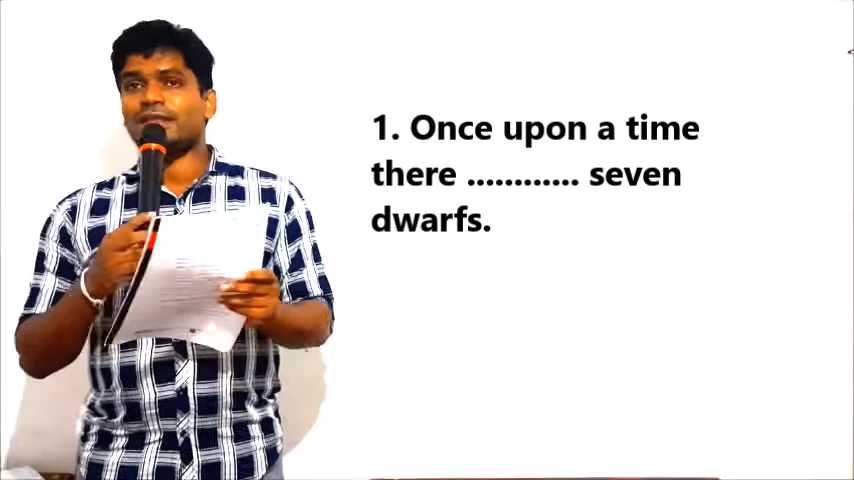 1. Once upon a time
there ............ seven
dwarfs.